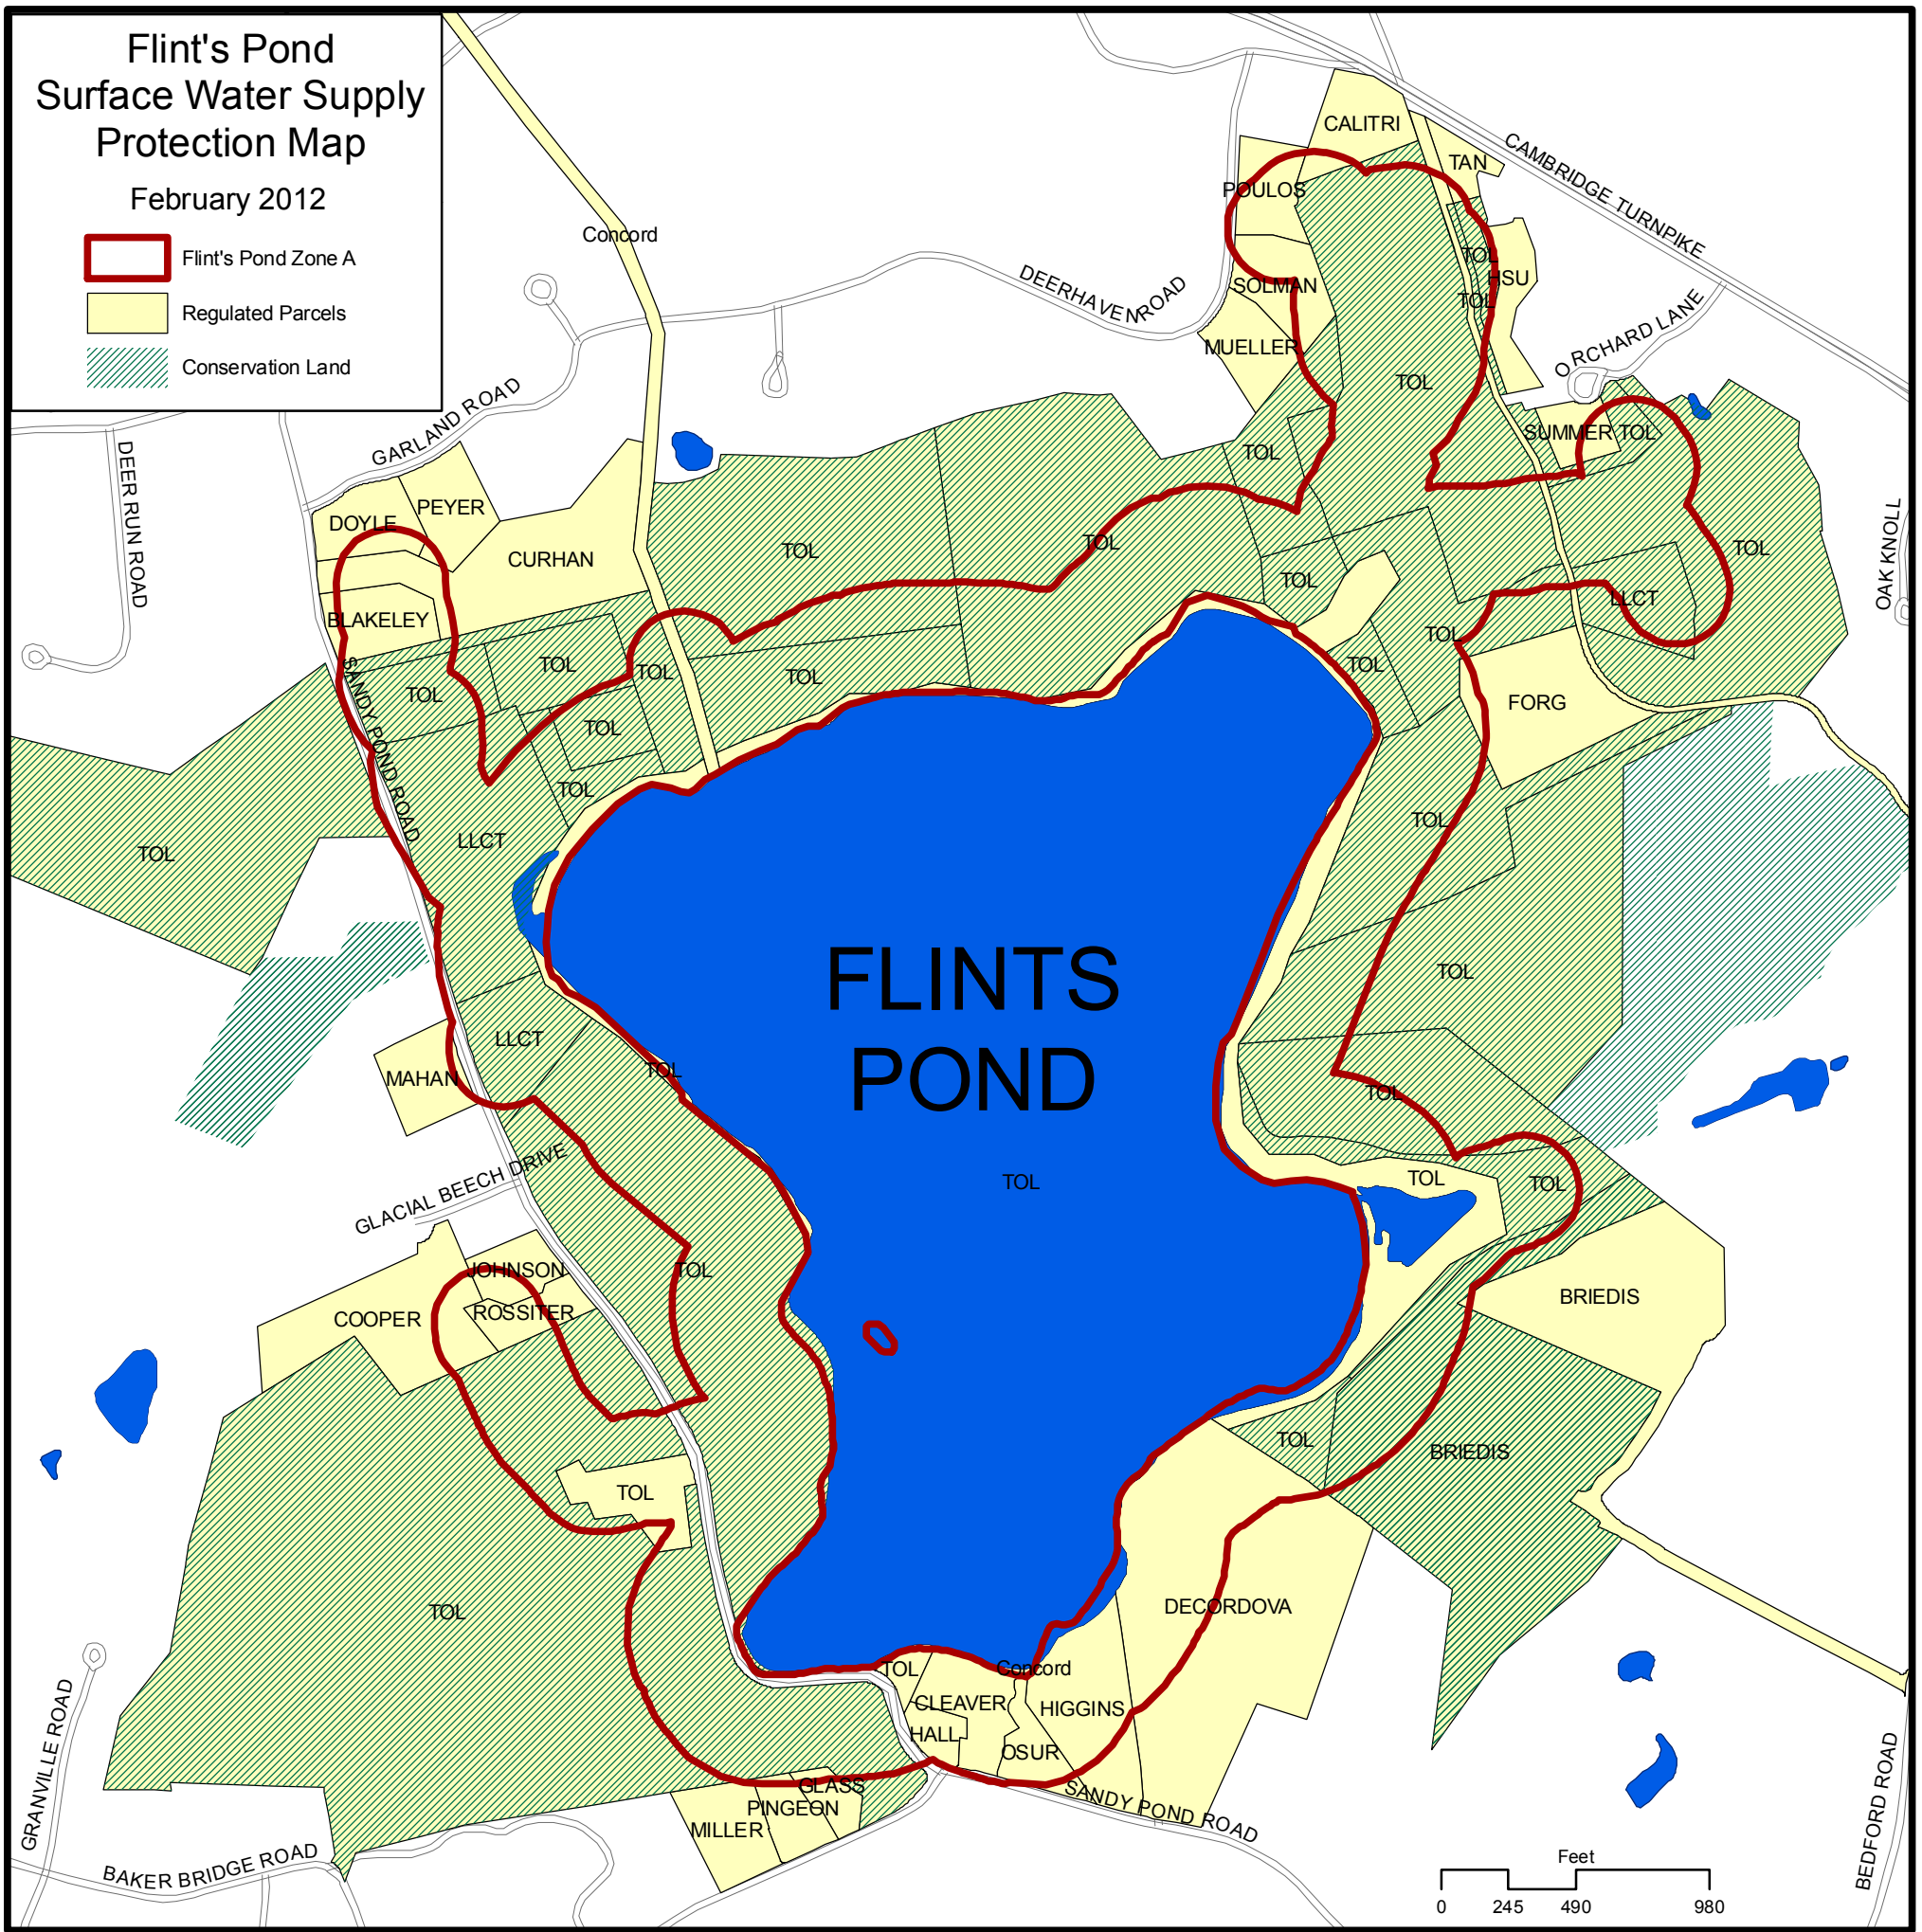 Flint's Pond
Surface Water Supply
Protection Map
February 2012
Flint's Pond Zone A
Regulated Parcels
Conservation Land
CALITRI
TAN
CAMBRIDGE TURNPIKE
POULOS
Concord
TOL
HSU
DEERHAVEN ROAD
SOLMAN
TOL
ORCHARD LANE
MUELLER
TOL
GARLAND ROAD
SUMMER
TOL
DEER RUN ROAD
TOL
PEYER
DOYLE
OAK KNOLL
CURHAN
TOL
TOL
TOL
TOL
LLCT
BLAKELEY
TOL
TOL
TOL
TOL
TOL
TOL
SANDY POND ROAD
FORG
TOL
TOL
TOL
LLCT
TOL
FLINTS
POND
TOL
LLCT
TOL
MAHAN
TOL
TOL
TOL
TOL
GLACIAL BEECH DRIVE
JOHNSON
TOL
BRIEDIS
ROSSITER
COOPER
TOL
BRIEDIS
TOL
DECORDOVA
TOL
TOL
Concord
CLEAVER
HIGGINS
HALL
OSUR
GRANVILLE ROAD
GLASS
PINGEON
SANDY POND ROAD
MILLER
BEDFORD ROAD
BAKER BRIDGE ROAD
Feet
0 245 490 980